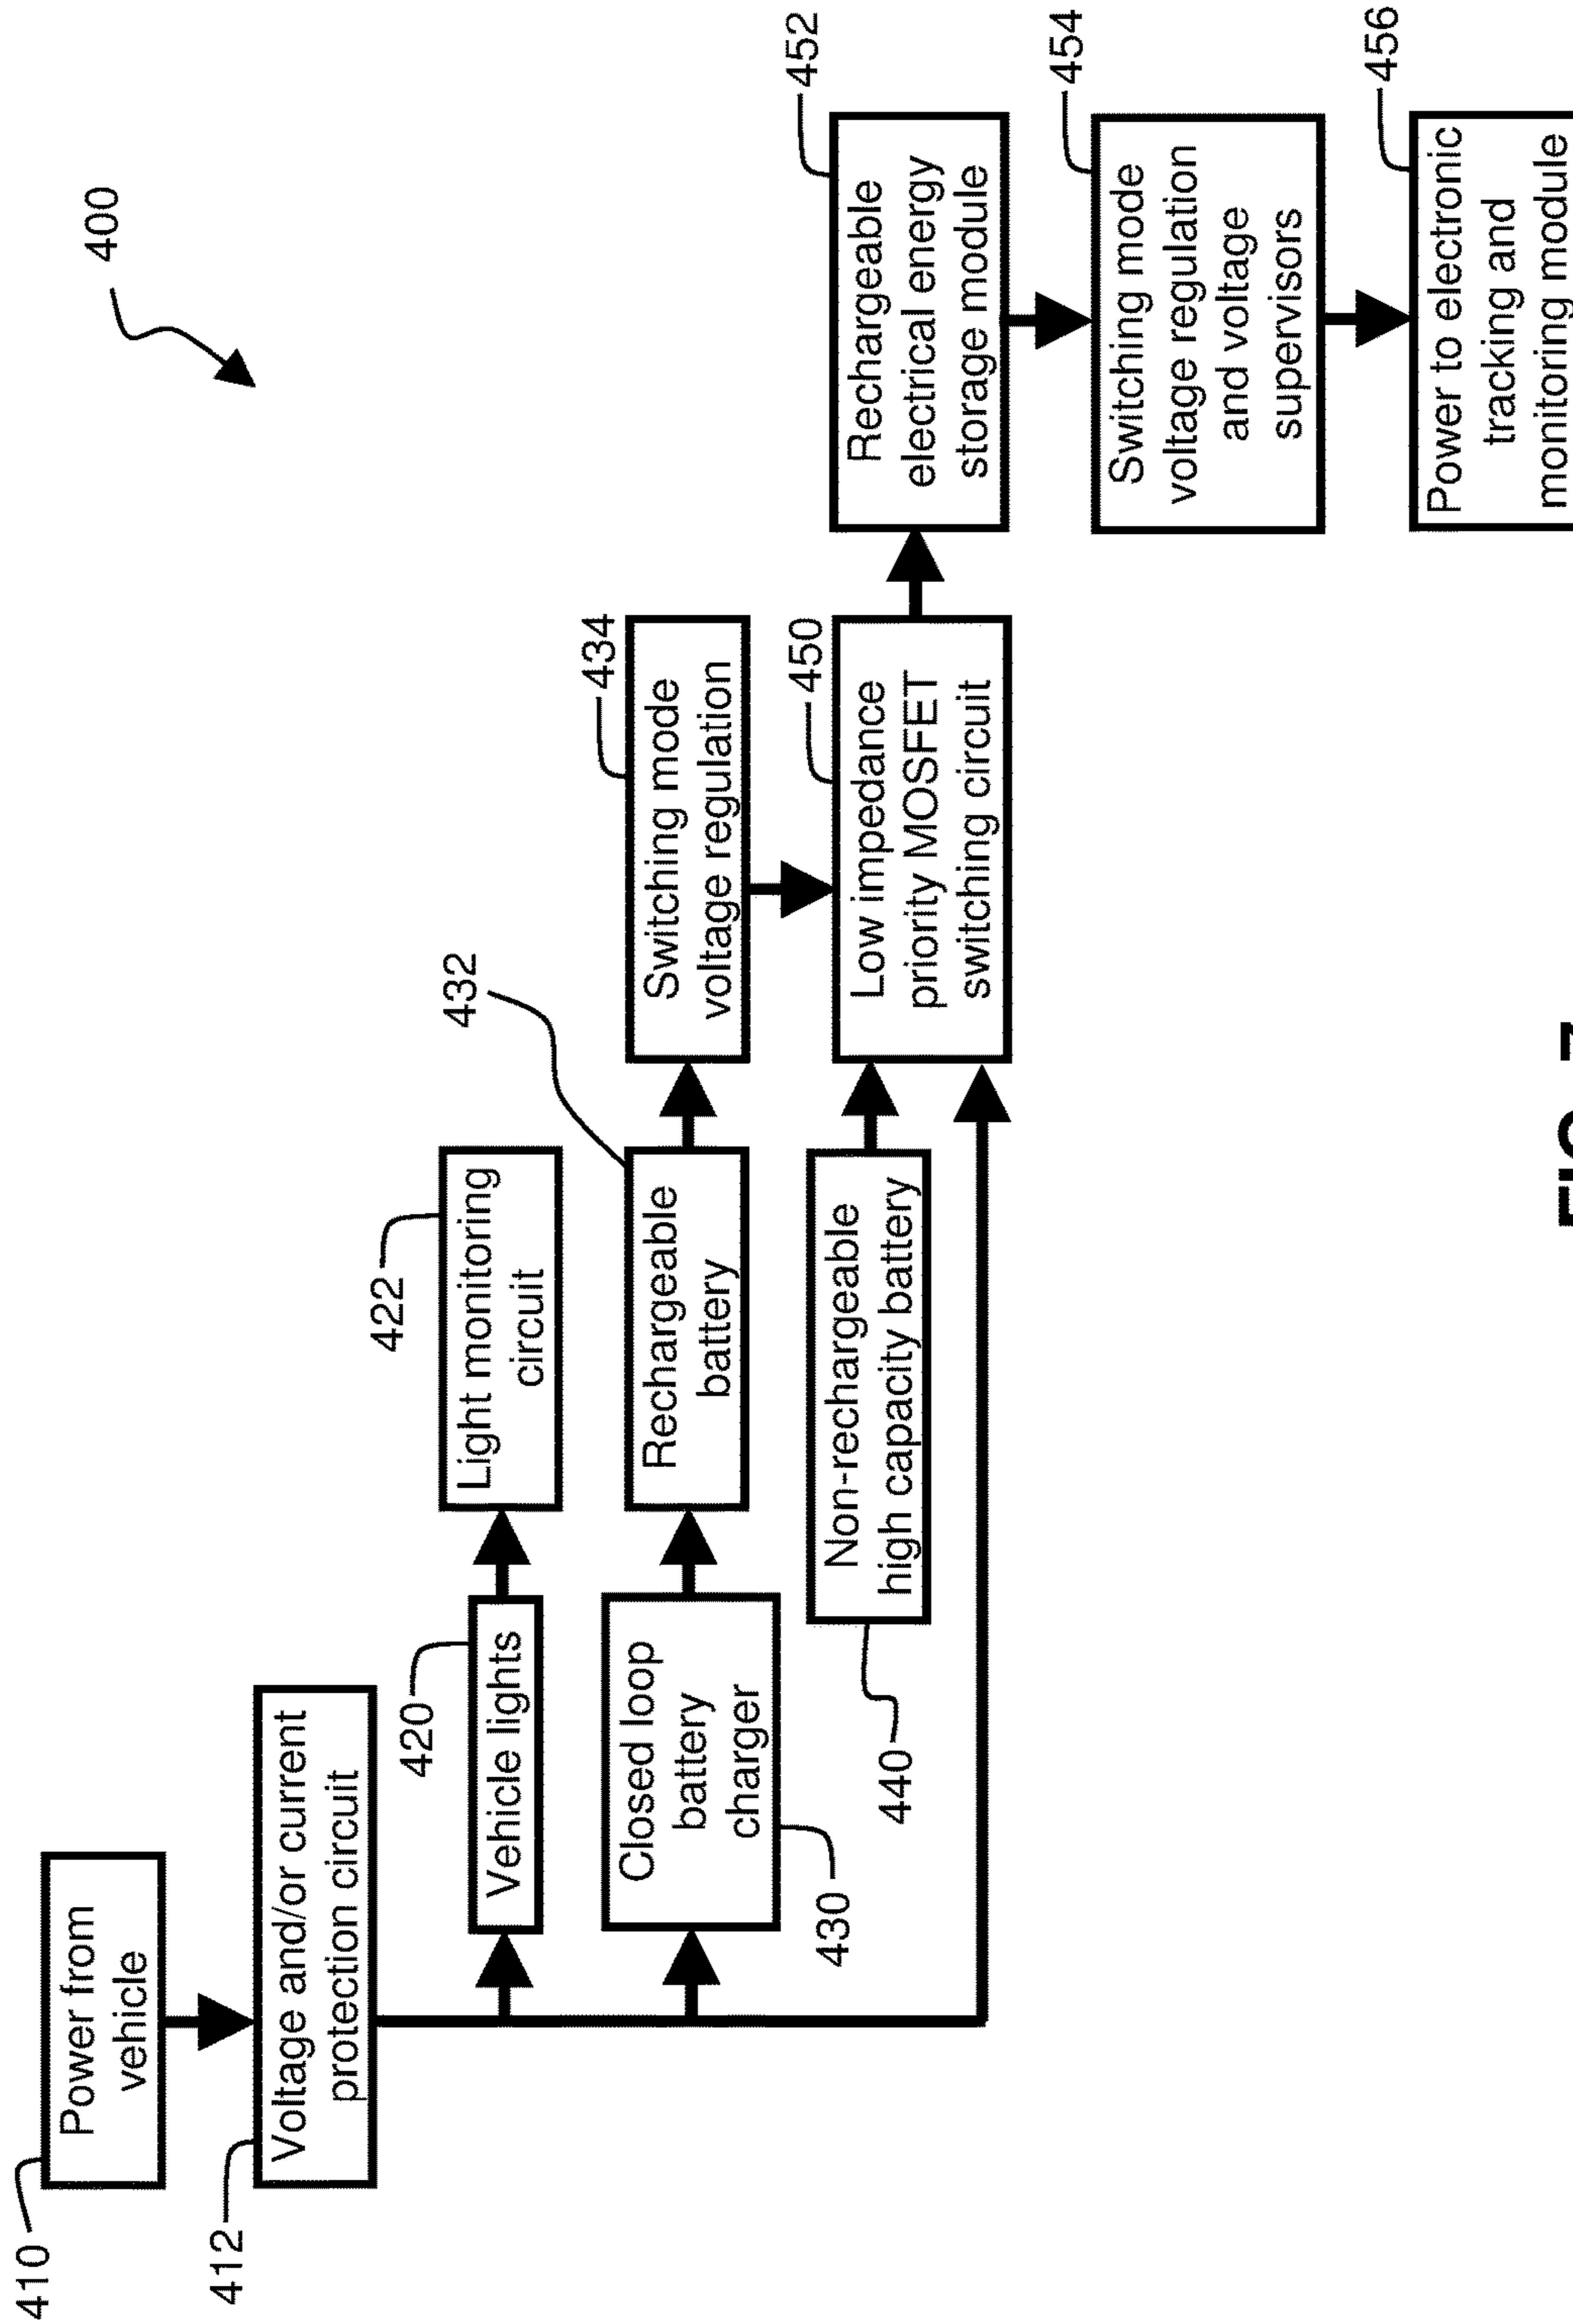 400
410
Power from
vehicle
412
Voltage and/or current
protection circuit
420
Vehicle lights
422
Light monitoring
circuit
430
Closed loop
battery
charger
432
Rechargeable
battery
434
Switching mode
voltage regulation
440
Non-rechargeable
high capacity battery
450
Low impedance
priority MOSFET
switching circuit
452
Rechargeable
electrical energy
storage module
454
Switching mode
voltage regulation
and voltage
supervisors
456
Power to electronic
tracking and
monitoring module